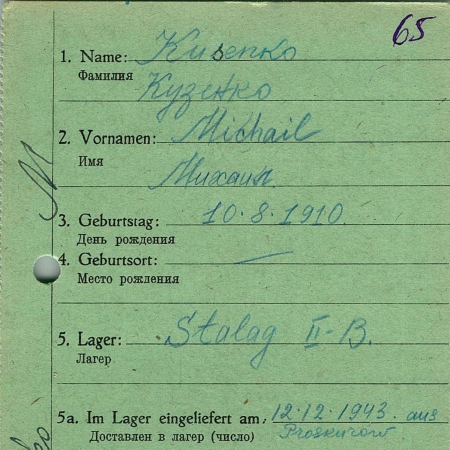 65
1. Name: Kusenko
Фамилия
Кузенко
2. Vornamen: Michail
Имя
Михаил
3. Geburtstag: 10.8.1910.
День рождения
4. Geburtsort: —
Место рождения
5. Lager: Stalag II-B.
Лагер
5a. Im Lager eingeliefert am: 12.12.1943. aus
Доставлен в лагерь (число) Proskurow